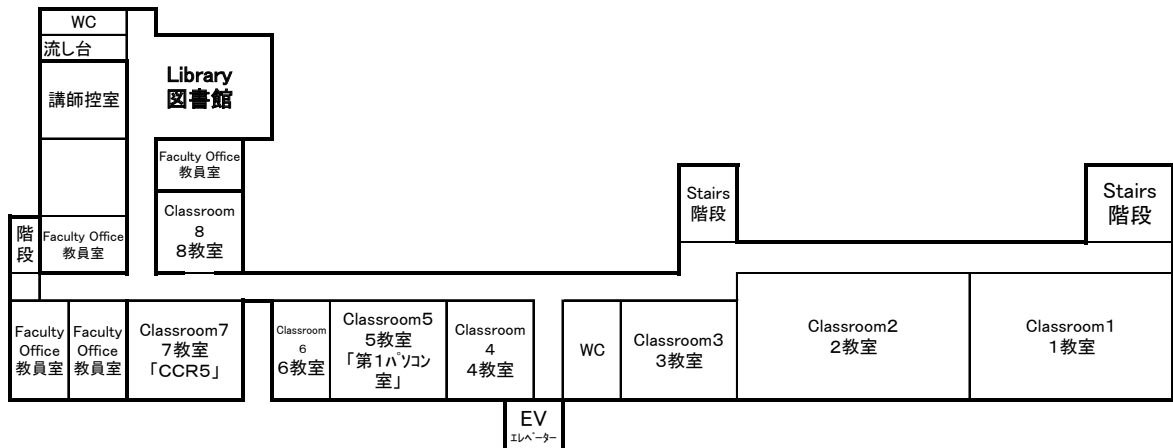 WC
流し台
講師控室
Library
図書館
Faculty Office
教員室
Classroom
8
8教室
階
段
Faculty Office
教員室
Stairs
階段
Stairs
階段
Faculty
Office
教員室
Faculty
Office
教員室
Classroom7
7教室
「CCR5」
Classroom
6
6教室
Classroom5
5教室
「第1パソコン
室」
Classroom
4
4教室
WC
Classroom3
3教室
Classroom2
2教室
Classroom1
1教室
EV
エレベーター